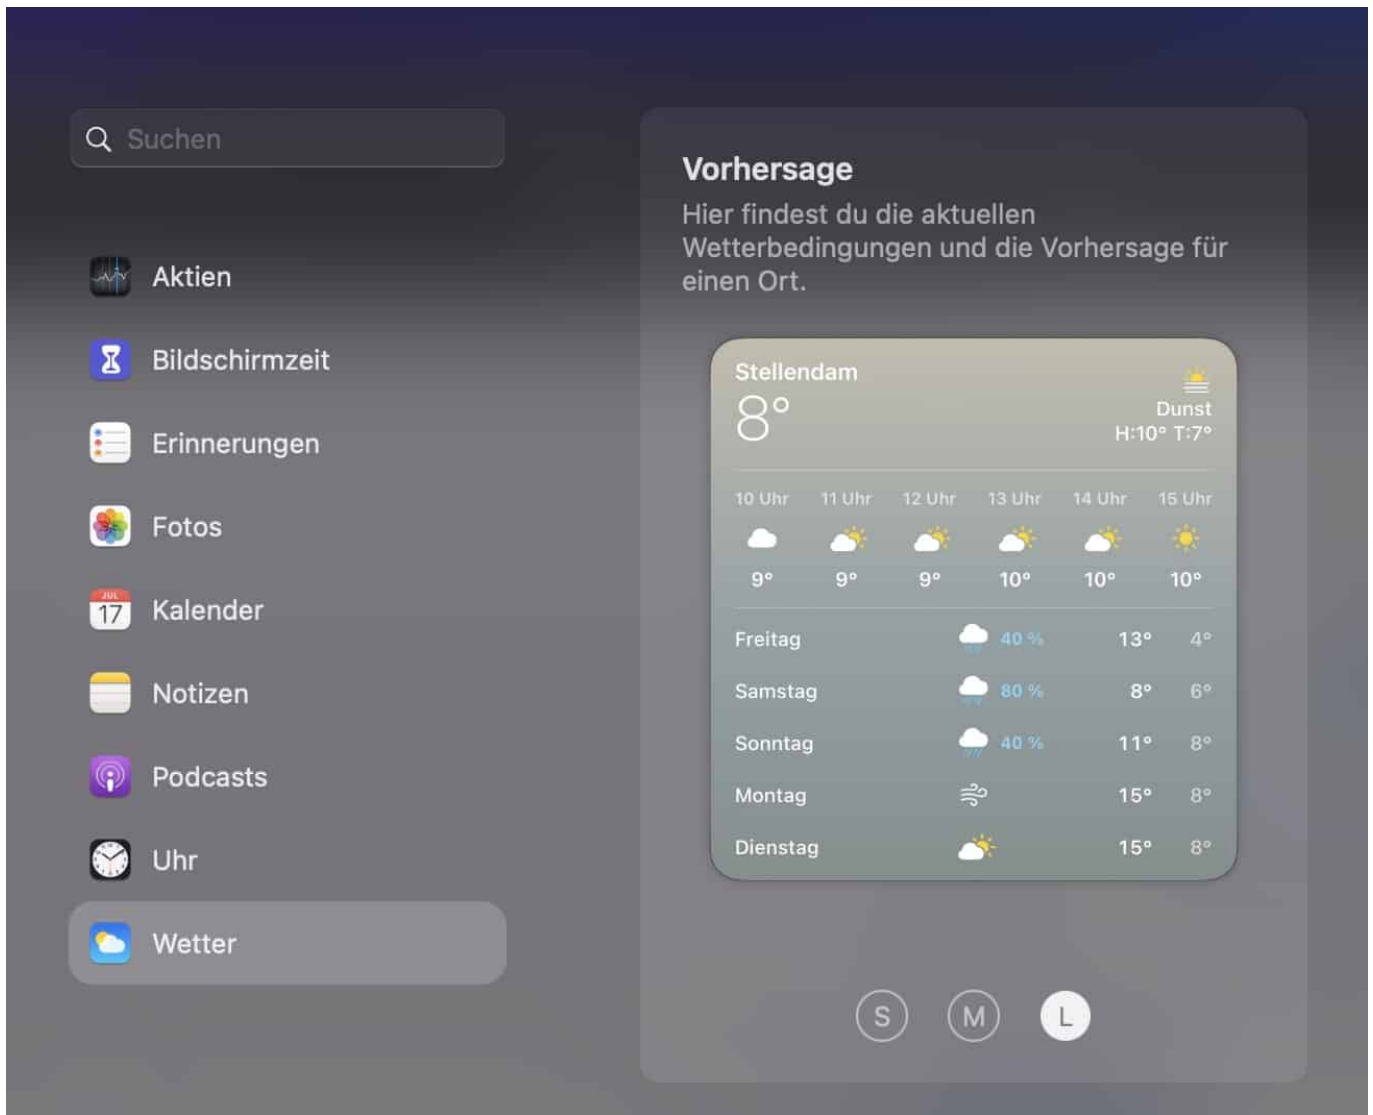 Suchen
Aktien
Bildschirmzeit
Erinnerungen
Fotos
JUL
17
Kalender
Notizen
Podcasts
Uhr
Wetter
Vorhersage
Hier findest du die aktuellen
Wetterbedingungen und die Vorhersage für
einen Ort.
Stellendam
8°
Dunst
H:10° T:7°
10 Uhr 11 Uhr 12 Uhr 13 Uhr 14 Uhr 15 Uhr
9° 9° 9° 10° 10° 10°
Freitag 40 % 13° 4°
Samstag 80 % 8° 6°
Sonntag 40 % 11° 8°
Montag 15° 8°
Dienstag 15° 8°
S M L